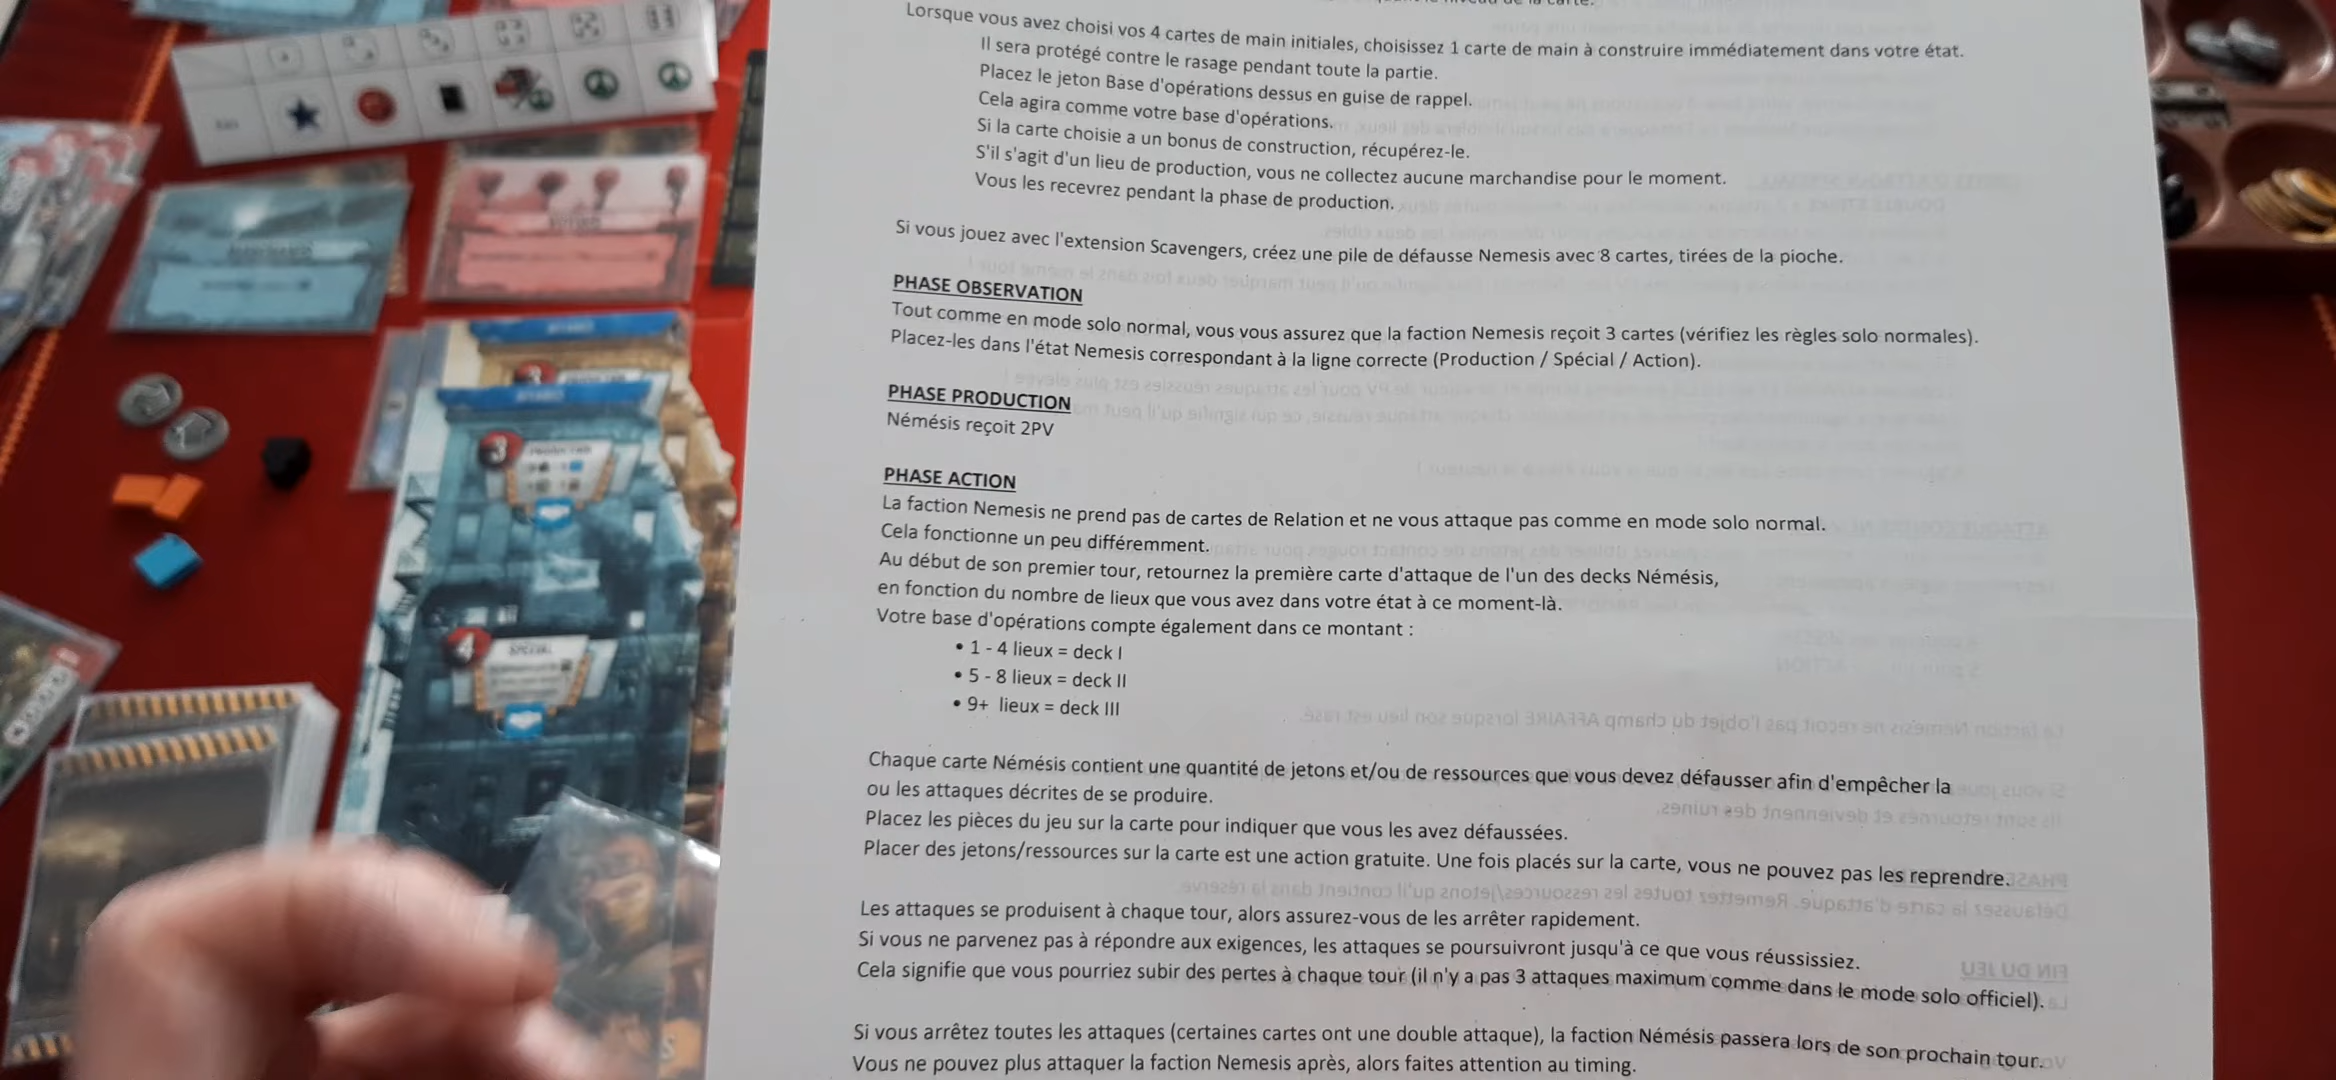 Lorsque vous avez choisi vos 4 cartes de main initiales, choisissez 1 carte de main à construire immédiatement dans votre état.
Il sera protégé contre le rasage pendant toute la partie.
Placez le jeton Base d'opérations dessus en guise de rappel.
Cela agira comme votre base d'opérations.
Si la carte choisie a un bonus de construction, récupérez-le.
S'il s'agit d'un lieu de production, vous ne collectez aucune marchandise pour le moment.
Vous les recevrez pendant la phase de production.
Si vous jouez avec l'extension Scavengers, créez une pile de défausse Nemesis avec 8 cartes, tirées de la pioche.
PHASE OBSERVATION
Tout comme en mode solo normal, vous vous assurez que la faction Nemesis reçoit 3 cartes (vérifiez les règles solo normales).
Placez-les dans l'état Nemesis correspondant à la ligne correcte (Production / Spécial / Action).
PHASE PRODUCTION
Némésis reçoit 2PV
PHASE ACTION
La faction Nemesis ne prend pas de cartes de Relation et ne vous attaque pas comme en mode solo normal.
Cela fonctionne un peu différemment.
Au début de son premier tour, retournez la première carte d'attaque de l'un des decks Némésis,
en fonction du nombre de lieux que vous avez dans votre état à ce moment-là.
Votre base d'opérations compte également dans ce montant :
• 1 - 4 lieux = deck I
• 5 - 8 lieux = deck II
• 9+ lieux = deck III
Chaque carte Némésis contient une quantité de jetons et/ou de ressources que vous devez défausser afin d'empêcher la
ou les attaques décrites de se produire.
Placez les pièces du jeu sur la carte pour indiquer que vous les avez défaussées.
Placer des jetons/ressources sur la carte est une action gratuite. Une fois placés sur la carte, vous ne pouvez pas les reprendre.
Les attaques se produisent à chaque tour, alors assurez-vous de les arrêter rapidement.
Si vous ne parvenez pas à répondre aux exigences, les attaques se poursuivront jusqu'à ce que vous réussissiez.
Cela signifie que vous pourriez subir des pertes à chaque tour (il n'y a pas 3 attaques maximum comme dans le mode solo officiel).
Si vous arrêtez toutes les attaques (certaines cartes ont une double attaque), la faction Némésis passera lors de son prochain tour.
Vous ne pouvez plus attaquer la faction Nemesis après, alors faites attention au timing.
3
PRODUCTION
4
SPÉCIAL